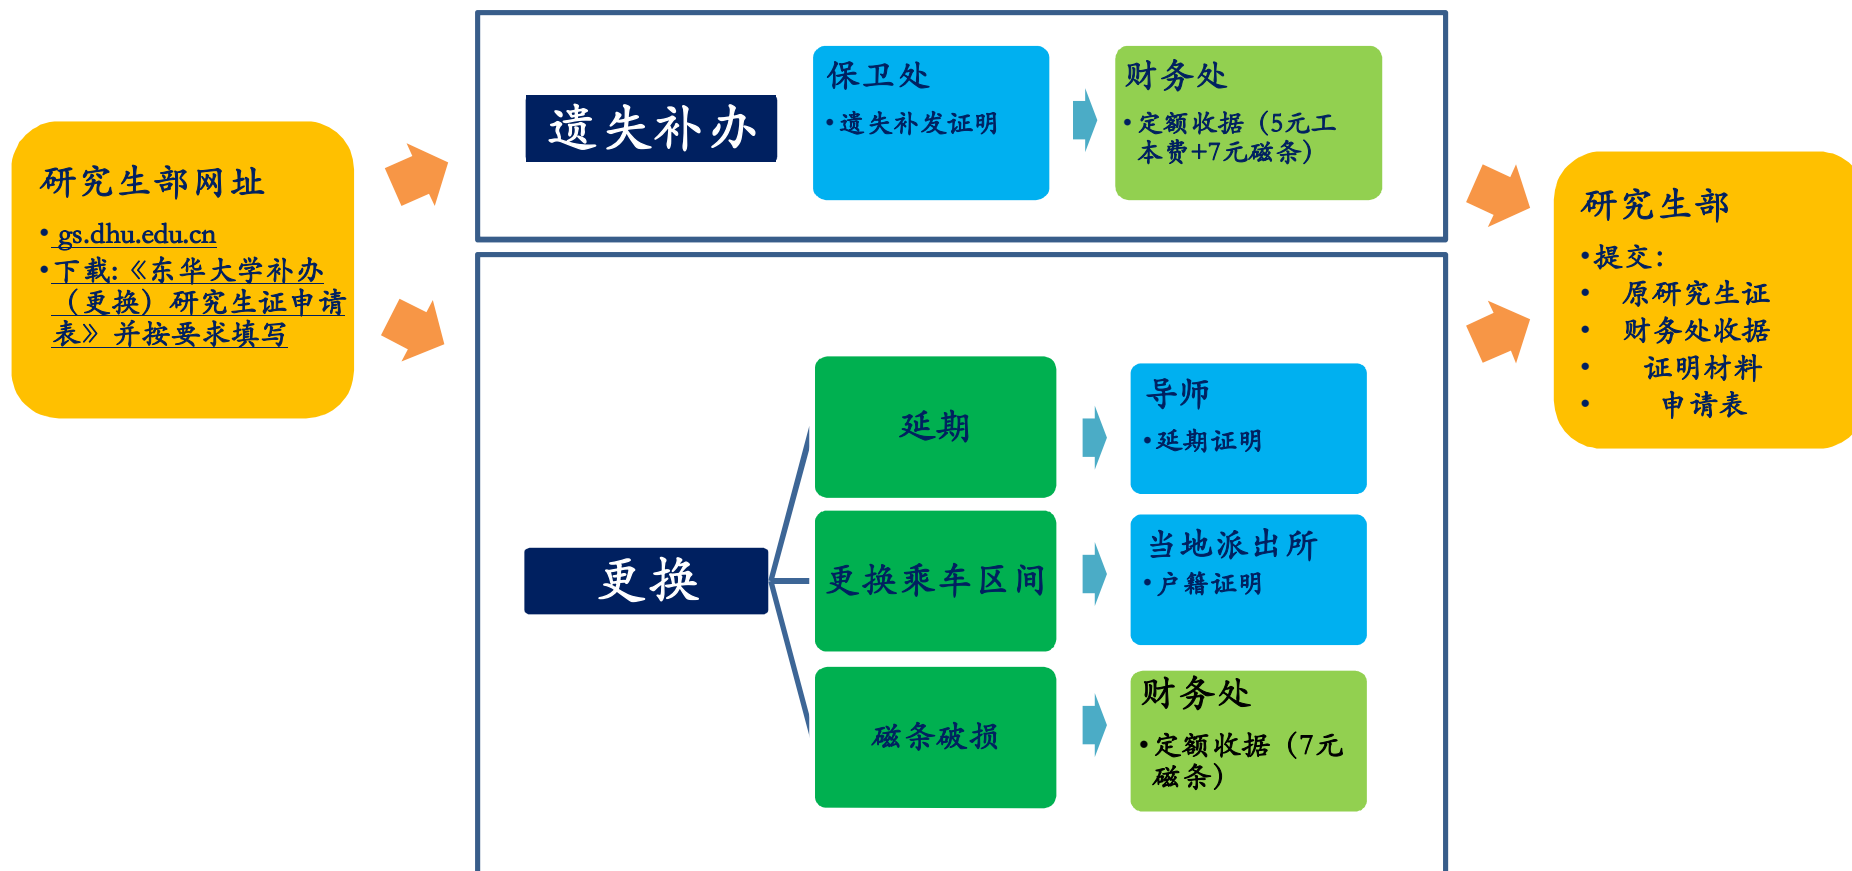 研究生部网址
• gs.dhu.edu.cn
•下载:《东华大学补办
（更换）研究生证申请
表》并按要求填写
遗失补办
保卫处
•遗失补发证明
财务处
•定额收据（5元工
本费+7元磁条）
更换
延期
导师
•延期证明
更换乘车区间
当地派出所
•户籍证明
磁条破损
财务处
•定额收据（7元
磁条）
研究生部
•提交：
• 原研究生证
• 财务处收据
• 证明材料
• 申请表